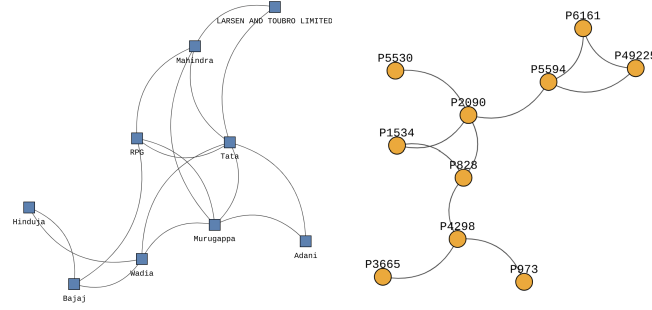 LARSEN AND TOUBRO LIMITED
Mahindra
RPG
Tata
Hinduja
Murugappa
Adani
Wadia
Bajaj
P6161
P5530
P5594
P49225
P2090
P1534
P828
P4298
P3665
P973